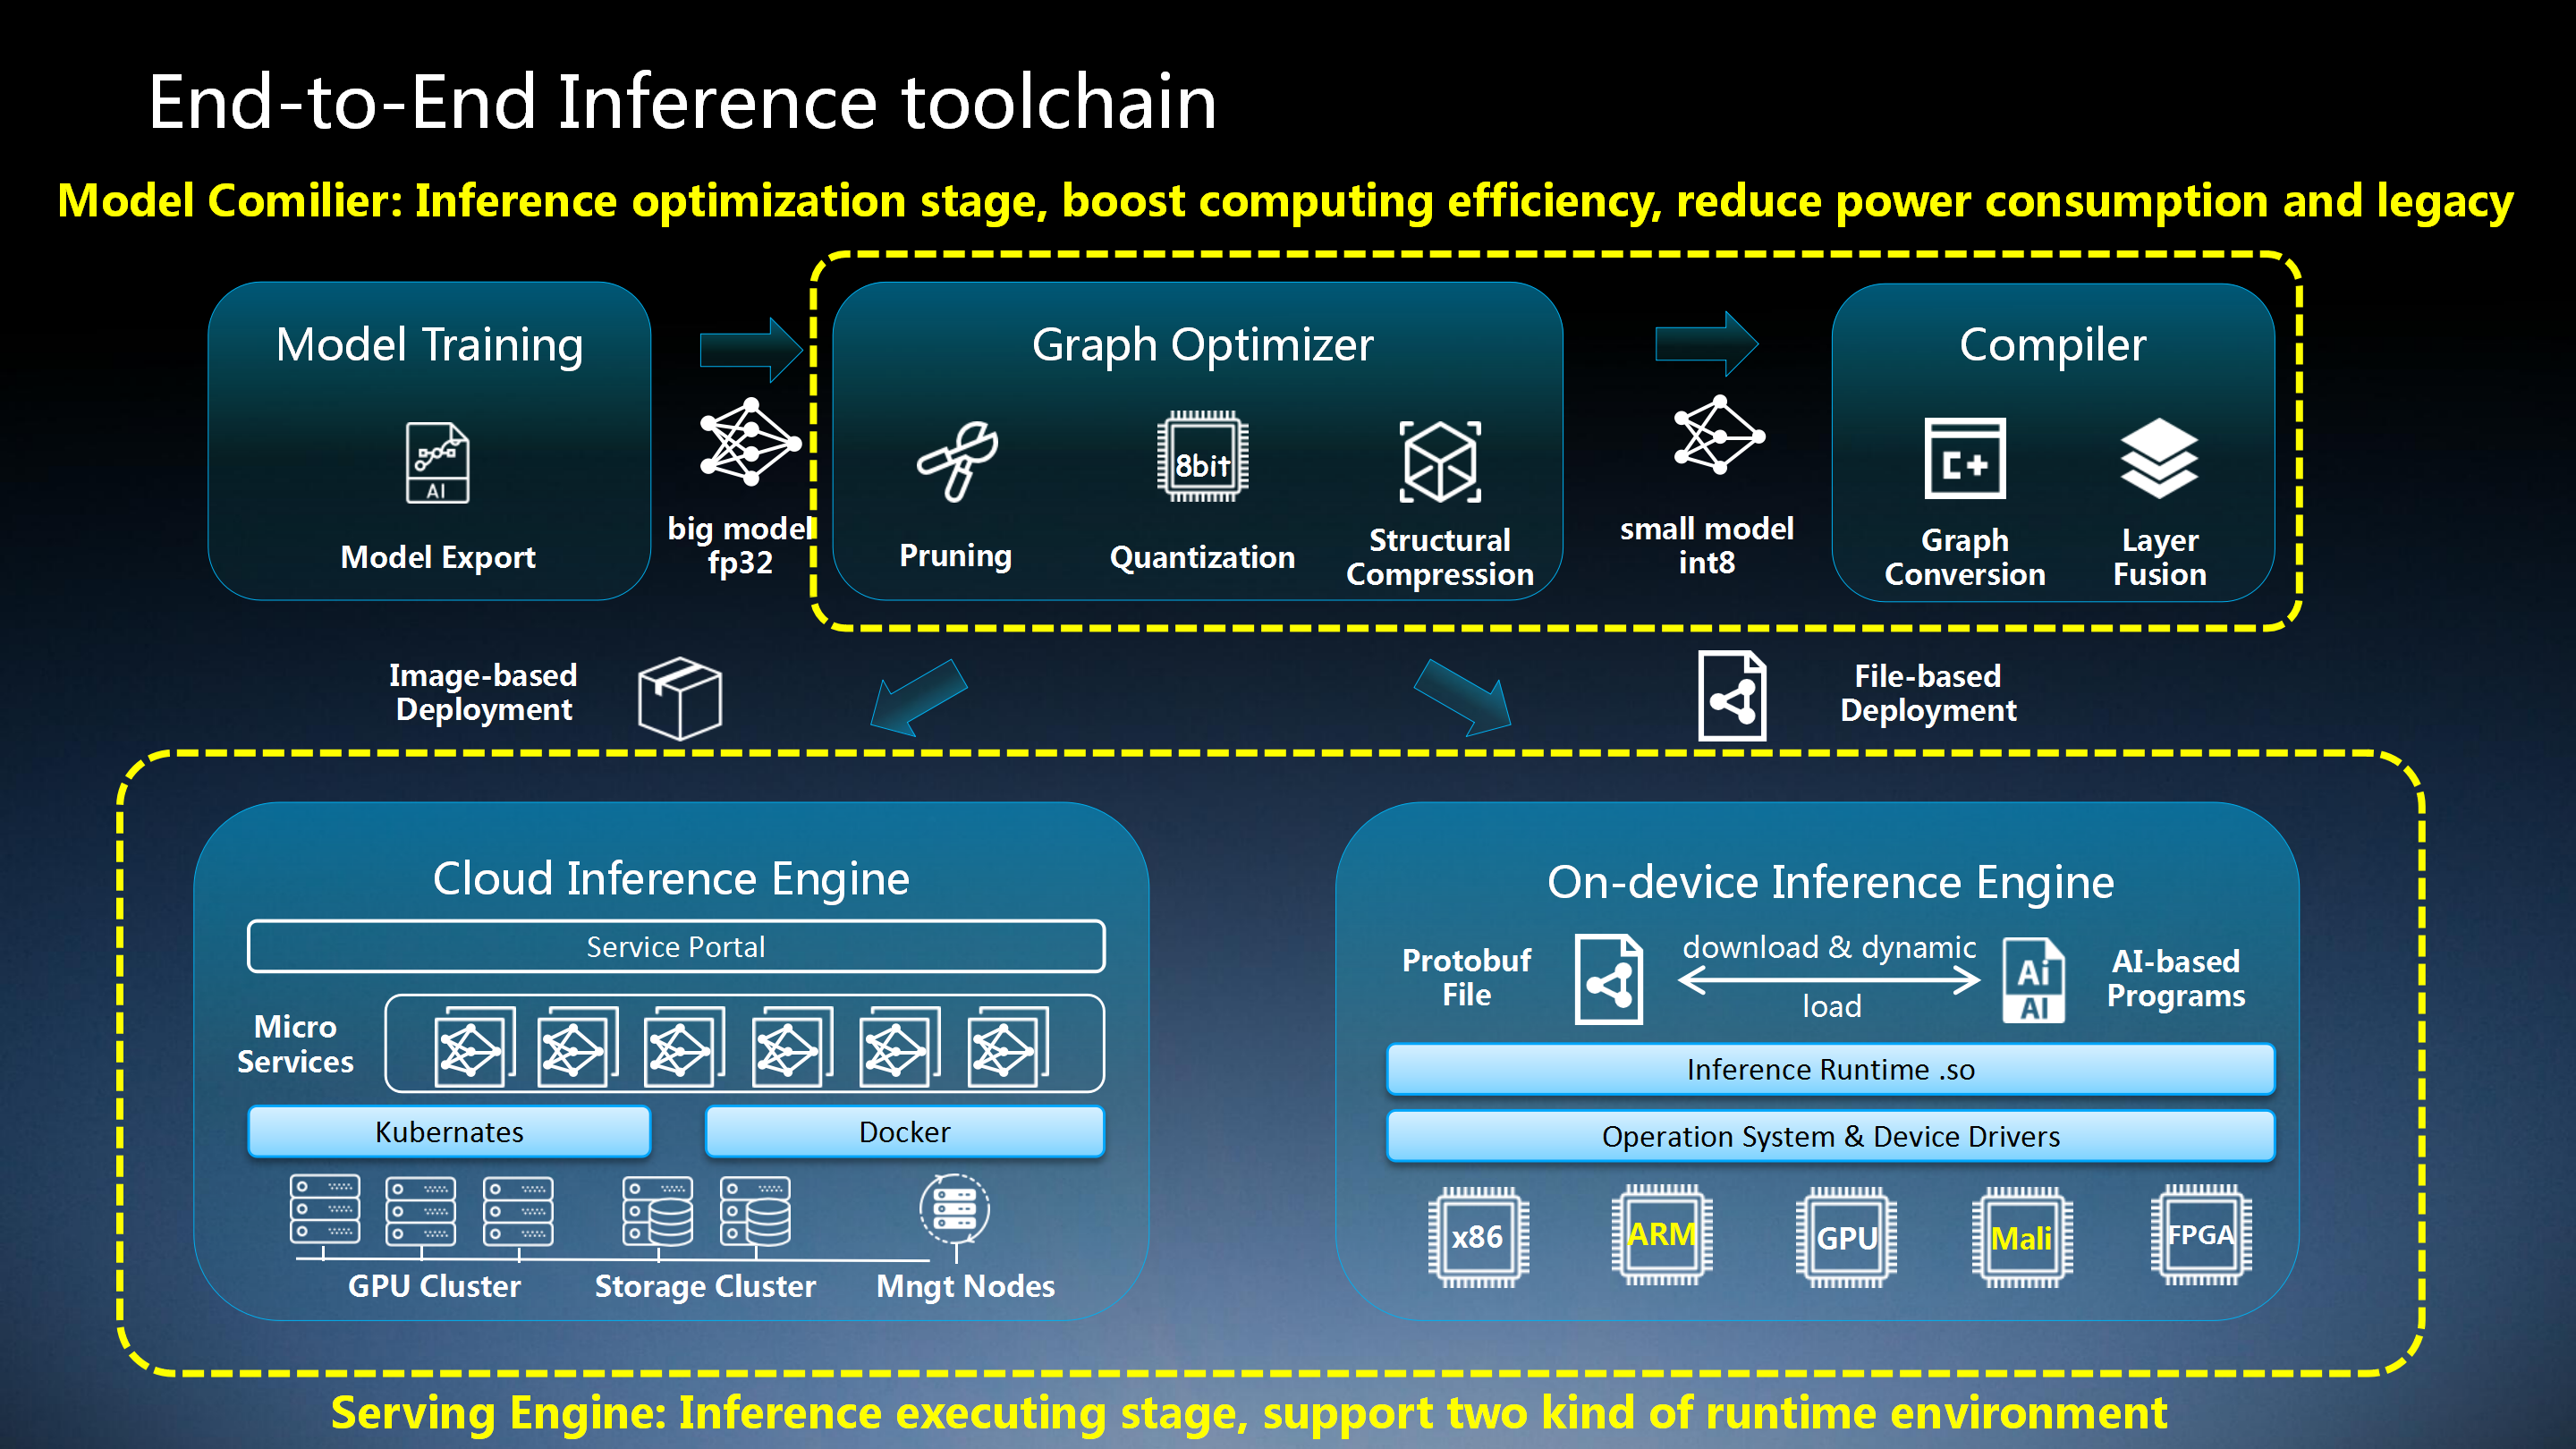 End-to-End Inference toolchain
Model Comilier: Inference optimization stage, boost computing efficiency, reduce power consumption and legacy
Model Training
AI
Model Export
big model
fp32
Graph Optimizer
Pruning
8bit
Quantization
Structural
Compression
small model
int8
Compiler
C+
Graph
Conversion
Layer
Fusion
Image-based
Deployment
File-based
Deployment
Cloud Inference Engine
Service Portal
Micro
Services
Kubernates
Docker
GPU Cluster
Storage Cluster
Mngt Nodes
On-device Inference Engine
Protobuf
File
download & dynamic
load
Ai
AI
AI-based
Programs
Inference Runtime .so
Operation System & Device Drivers
x86
ARM
GPU
Mali
FPGA
Serving Engine: Inference executing stage, support two kind of runtime environment